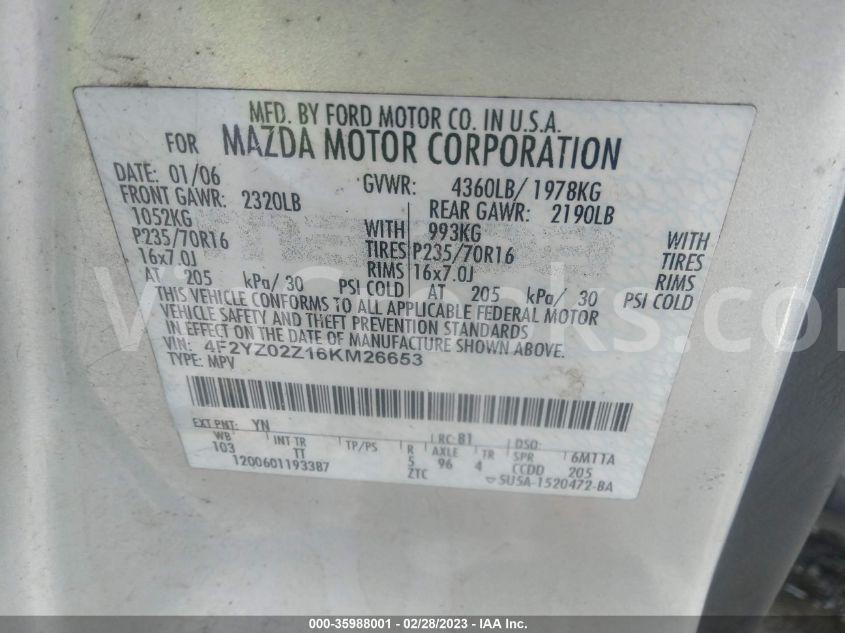 MFD. BY FORD MOTOR CO. IN U.S.A.
FOR MAZDA MOTOR CORPORATION
DATE: 01/06 GVWR: 4360LB/ 1978KG
FRONT GAWR: 2320LB REAR GAWR: 2190LB
1052KG WITH 993KG WITH
P235/70R16 TIRES P235/70R16 TIRES
16x7.0J RIMS 16x7.0J RIMS
AT 205 kPa/ 30 PSI COLD AT 205 kPa/ 30 PSI COLD
THIS VEHICLE CONFORMS TO ALL APPLICABLE FEDERAL MOTOR
VEHICLE SAFETY AND THEFT PREVENTION STANDARDS
IN EFFECT ON THE DATE OF MANUFACTURE SHOWN ABOVE.
VIN: 4F2YZ02Z16KM26653
TYPE: MPV
EXT PNT: YN RC: 81 DSO:
WB INT TR TP/PS R AXLE TR SPR 6M11A
103 TT 5 96 4 CCDD 205
1200601193387 ZTC 5U5A-1520472-BA
000-35988001 - 02/28/2023 - IAA Inc.